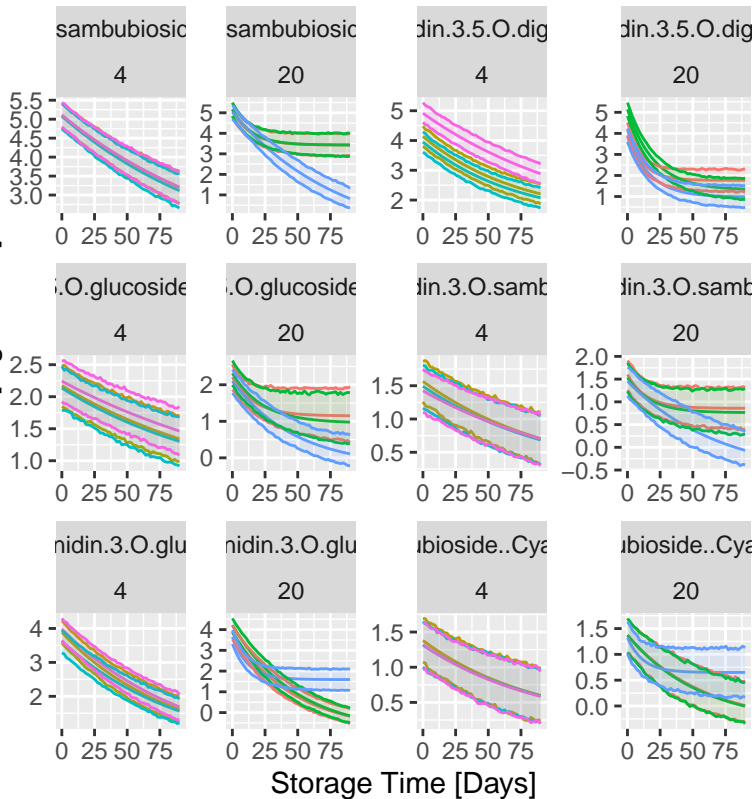 sambubiosid sambubiosid din.3.5.O.dig din.3.5.O.dig
4 20 4 20
5.5 5.0 4.5 4.0 3.5 3.0
5 4 3 2 1
5 4 3 2
5 4 3 2 1
0 25 50 75 0 25 50 75 0 25 50 75 0 25 50 75
5.O.glucoside 5.O.glucoside din.3.O.samb din.3.O.samb
4 20 4 20
2.5 2.0 1.5 1.0
2 1 0
1.5 1.0 0.5
2.0 1.5 1.0 0.5 0.0 −0.5
0 25 50 75 0 25 50 75 0 25 50 75 0 25 50 75
nidin.3.O.glu nidin.3.O.glu ubioside..Cya ubioside..Cya
4 20 4 20
4 3 2
4 3 2 1 0
1.5 1.0 0.5
1.5 1.0 0.5 0.0
0 25 50 75 0 25 50 75 0 25 50 75 0 25 50 75
Storage Time [Days]